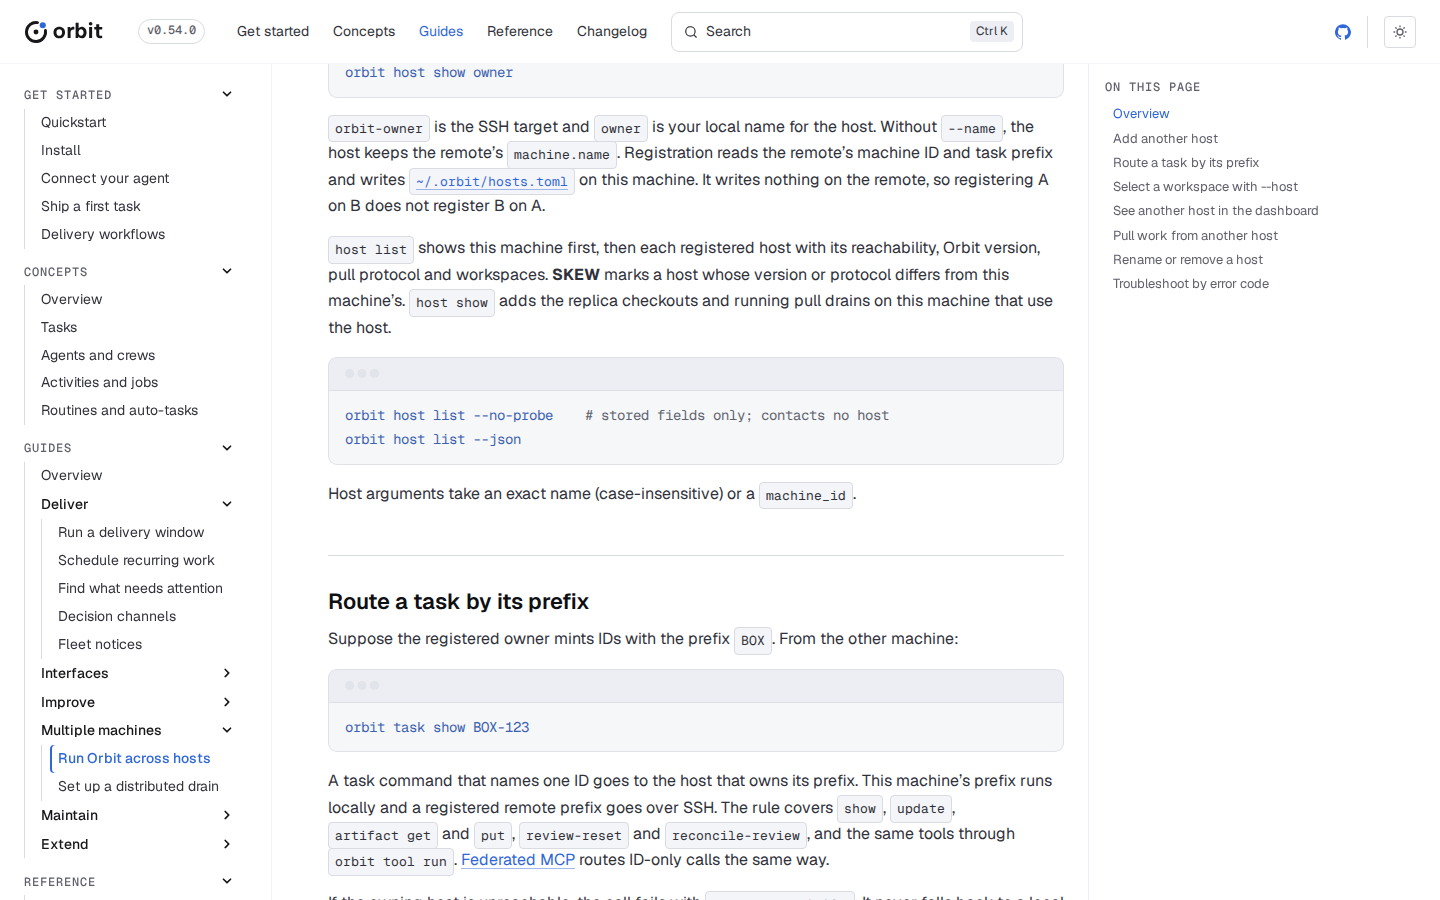 orbit
v0.54.0
Get started
Concepts
Guides
Reference
Changelog
Search
Ctrl K
GET STARTED
Quickstart
Install
Connect your agent
Ship a first task
Delivery workflows
CONCEPTS
Overview
Tasks
Agents and crews
Activities and jobs
Routines and auto-tasks
GUIDES
Overview
Deliver
Run a delivery window
Schedule recurring work
Find what needs attention
Decision channels
Fleet notices
Interfaces
Improve
Multiple machines
Run Orbit across hosts
Set up a distributed drain
Maintain
Extend
REFERENCE
orbit host show owner
orbit-owner is the SSH target and owner is your local name for the host. Without --name, the
host keeps the remote’s machine.name. Registration reads the remote’s machine ID and task prefix
and writes ~/.orbit/hosts.toml on this machine. It writes nothing on the remote, so registering A
on B does not register B on A.
host list shows this machine first, then each registered host with its reachability, Orbit version,
pull protocol and workspaces. SKEW marks a host whose version or protocol differs from this
machine’s. host show adds the replica checkouts and running pull drains on this machine that use
the host.
orbit host list --no-probe    # stored fields only; contacts no host
orbit host list --json
Host arguments take an exact name (case-insensitive) or a machine_id.
Route a task by its prefix
Suppose the registered owner mints IDs with the prefix BOX. From the other machine:
orbit task show BOX-123
A task command that names one ID goes to the host that owns its prefix. This machine’s prefix runs
locally and a registered remote prefix goes over SSH. The rule covers show, update,
artifact get and put, review-reset and reconcile-review, and the same tools through
orbit tool run. Federated MCP routes ID-only calls the same way.
If the owning host is unreachable, the call fails with
. It never falls back to a local
ON THIS PAGE
Overview
Add another host
Route a task by its prefix
Select a workspace with --host
See another host in the dashboard
Pull work from another host
Rename or remove a host
Troubleshoot by error code